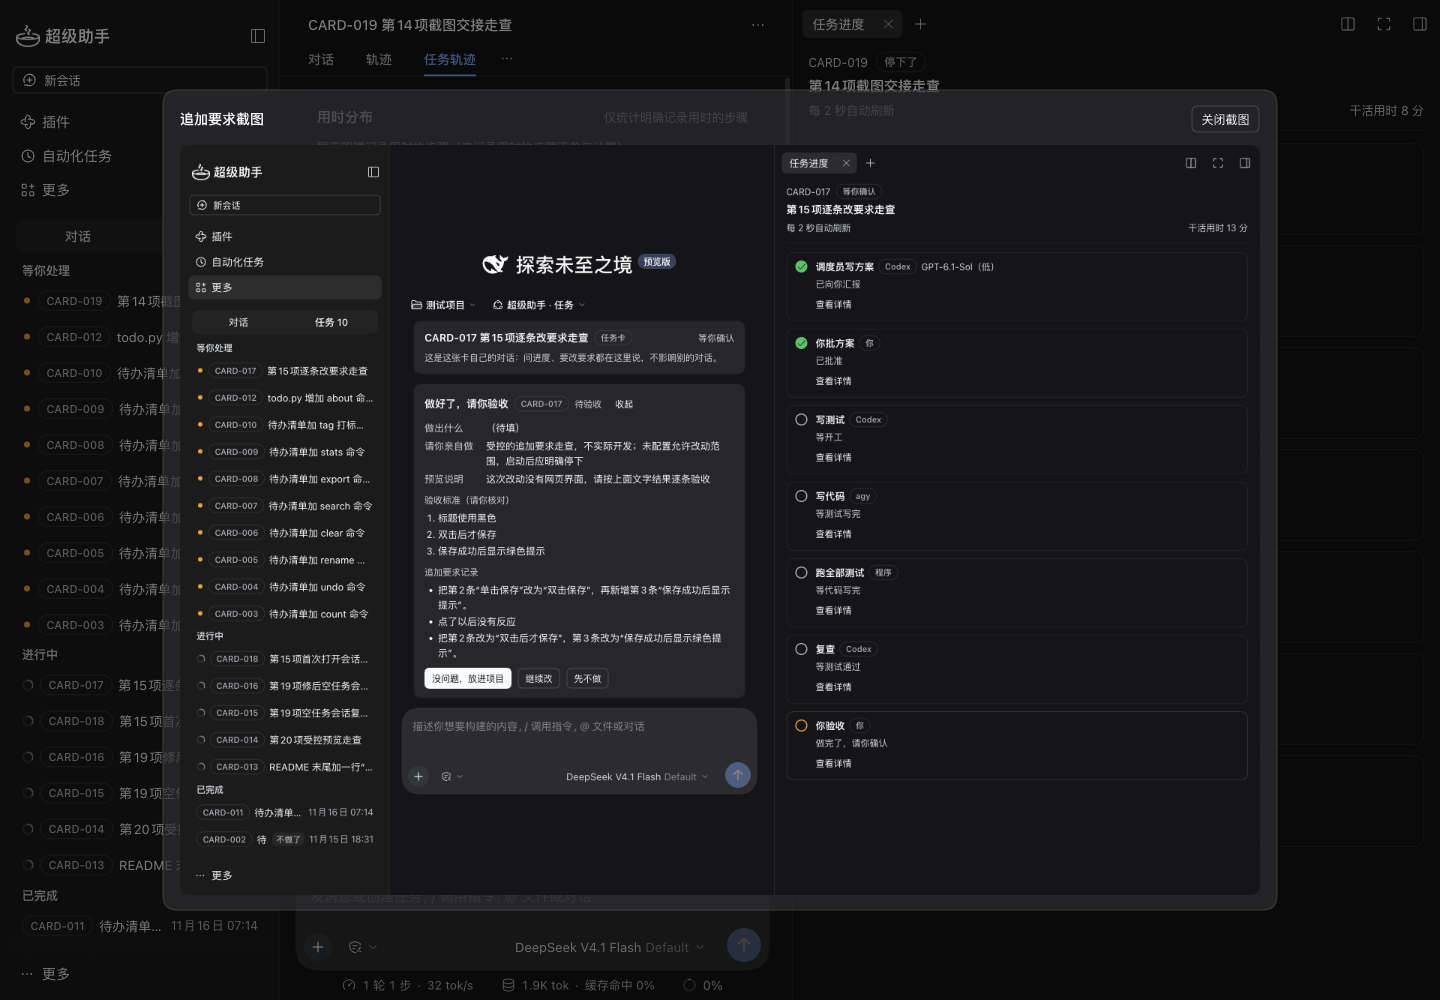 超级助手
新会话
插件
自动化任务
更多
对话
等你处理
CARD-019 第14项截图
CARD-012 todo.py 增
CARD-010 待办清单加
CARD-009 待办清单加
CARD-008 待办清单加
CARD-007 待办清单加
CARD-006 待办清单加
CARD-005 待办清单加
CARD-004 待办清单加
CARD-003 待办清单加
进行中
CARD-017 第15项逐条
CARD-018 第15项首次
CARD-016 第19项修后
CARD-015 第19项空任
CARD-014 第20项受控
CARD-013 README
已完成
CARD-011 待办清单... 11月16日 07:14
··· 更多
CARD-019 第14项截图交接走查 ···
对话 轨迹 任务轨迹 ···
用时分布 仅统计明确记录用时的步骤
任务进度
CARD-019 停下了
第14项截图交接走查
每 2 秒自动刷新
干活用时 8 分
追加要求截图
关闭截图
超级助手
新会话
插件
自动化任务
更多
对话 任务 10
等你处理
CARD-017 第15项逐条改要求走查
CARD-012 todo.py 增加 about 命...
CARD-010 待办清单加 tag 打标...
CARD-009 待办清单加 stats 命令
CARD-008 待办清单加 export 命...
CARD-007 待办清单加 search 命令
CARD-006 待办清单加 clear 命令
CARD-005 待办清单加 rename ...
CARD-004 待办清单加 undo 命令
CARD-003 待办清单加 count 命令
进行中
CARD-018 第15项首次打开会话...
CARD-016 第19项修后空任务会...
CARD-015 第19项空任务会话复...
CARD-014 第20项受控预览走查
CARD-013 README 末尾加一行“...
已完成
CARD-011 待办清单... 11月16日 07:14
CARD-002 待 不做了 11月15日 18:31
··· 更多
探索未至之境 预览版
测试项目 超级助手 · 任务
CARD-017 第15项逐条改要求走查 任务卡 等你确认
这是这张卡自己的对话：问进度、要改要求都在这里说，不影响别的对话。
做好了，请你验收 CARD-017 待验收 收起
做出什么 （待填）
请你亲自做 受控的追加要求走查，不实际开发；未配置允许改动范
围，启动后应明确停下
预览说明 这次改动没有网页界面，请按上面文字结果逐条验收
验收标准（请你核对）
1. 标题使用黑色
2. 双击后才保存
3. 保存成功后显示绿色提示
追加要求记录
• 把第2条“单击保存”改为“双击保存”，再新增第3条“保存成功后显示
提示”。
• 点了以后没有反应
• 把第2条改为“双击后才保存”，第3条改为“保存成功后显示绿色提
示”。
没问题，放进项目 继续改 先不做
描述你想要构建的内容, / 调用指令, @ 文件或对话
DeepSeek V4.1 Flash Default
任务进度
CARD-017 等你确认
第15项逐条改要求走查
每 2 秒自动刷新 干活用时 13 分
调度员写方案 Codex GPT-6.1-Sol（低）
已向你汇报
查看详情
你批方案 你
已批准
查看详情
写测试 Codex
等开工
查看详情
写代码 agy
等测试写完
查看详情
跑全部测试 程序
等代码写完
查看详情
复查 Codex
等测试通过
查看详情
你验收 你
做完了，请你确认
查看详情
DeepSeek V4.1 Flash Default
1 轮 1 步 · 32 tok/s 1.9K tok · 缓存命中 0% 0%